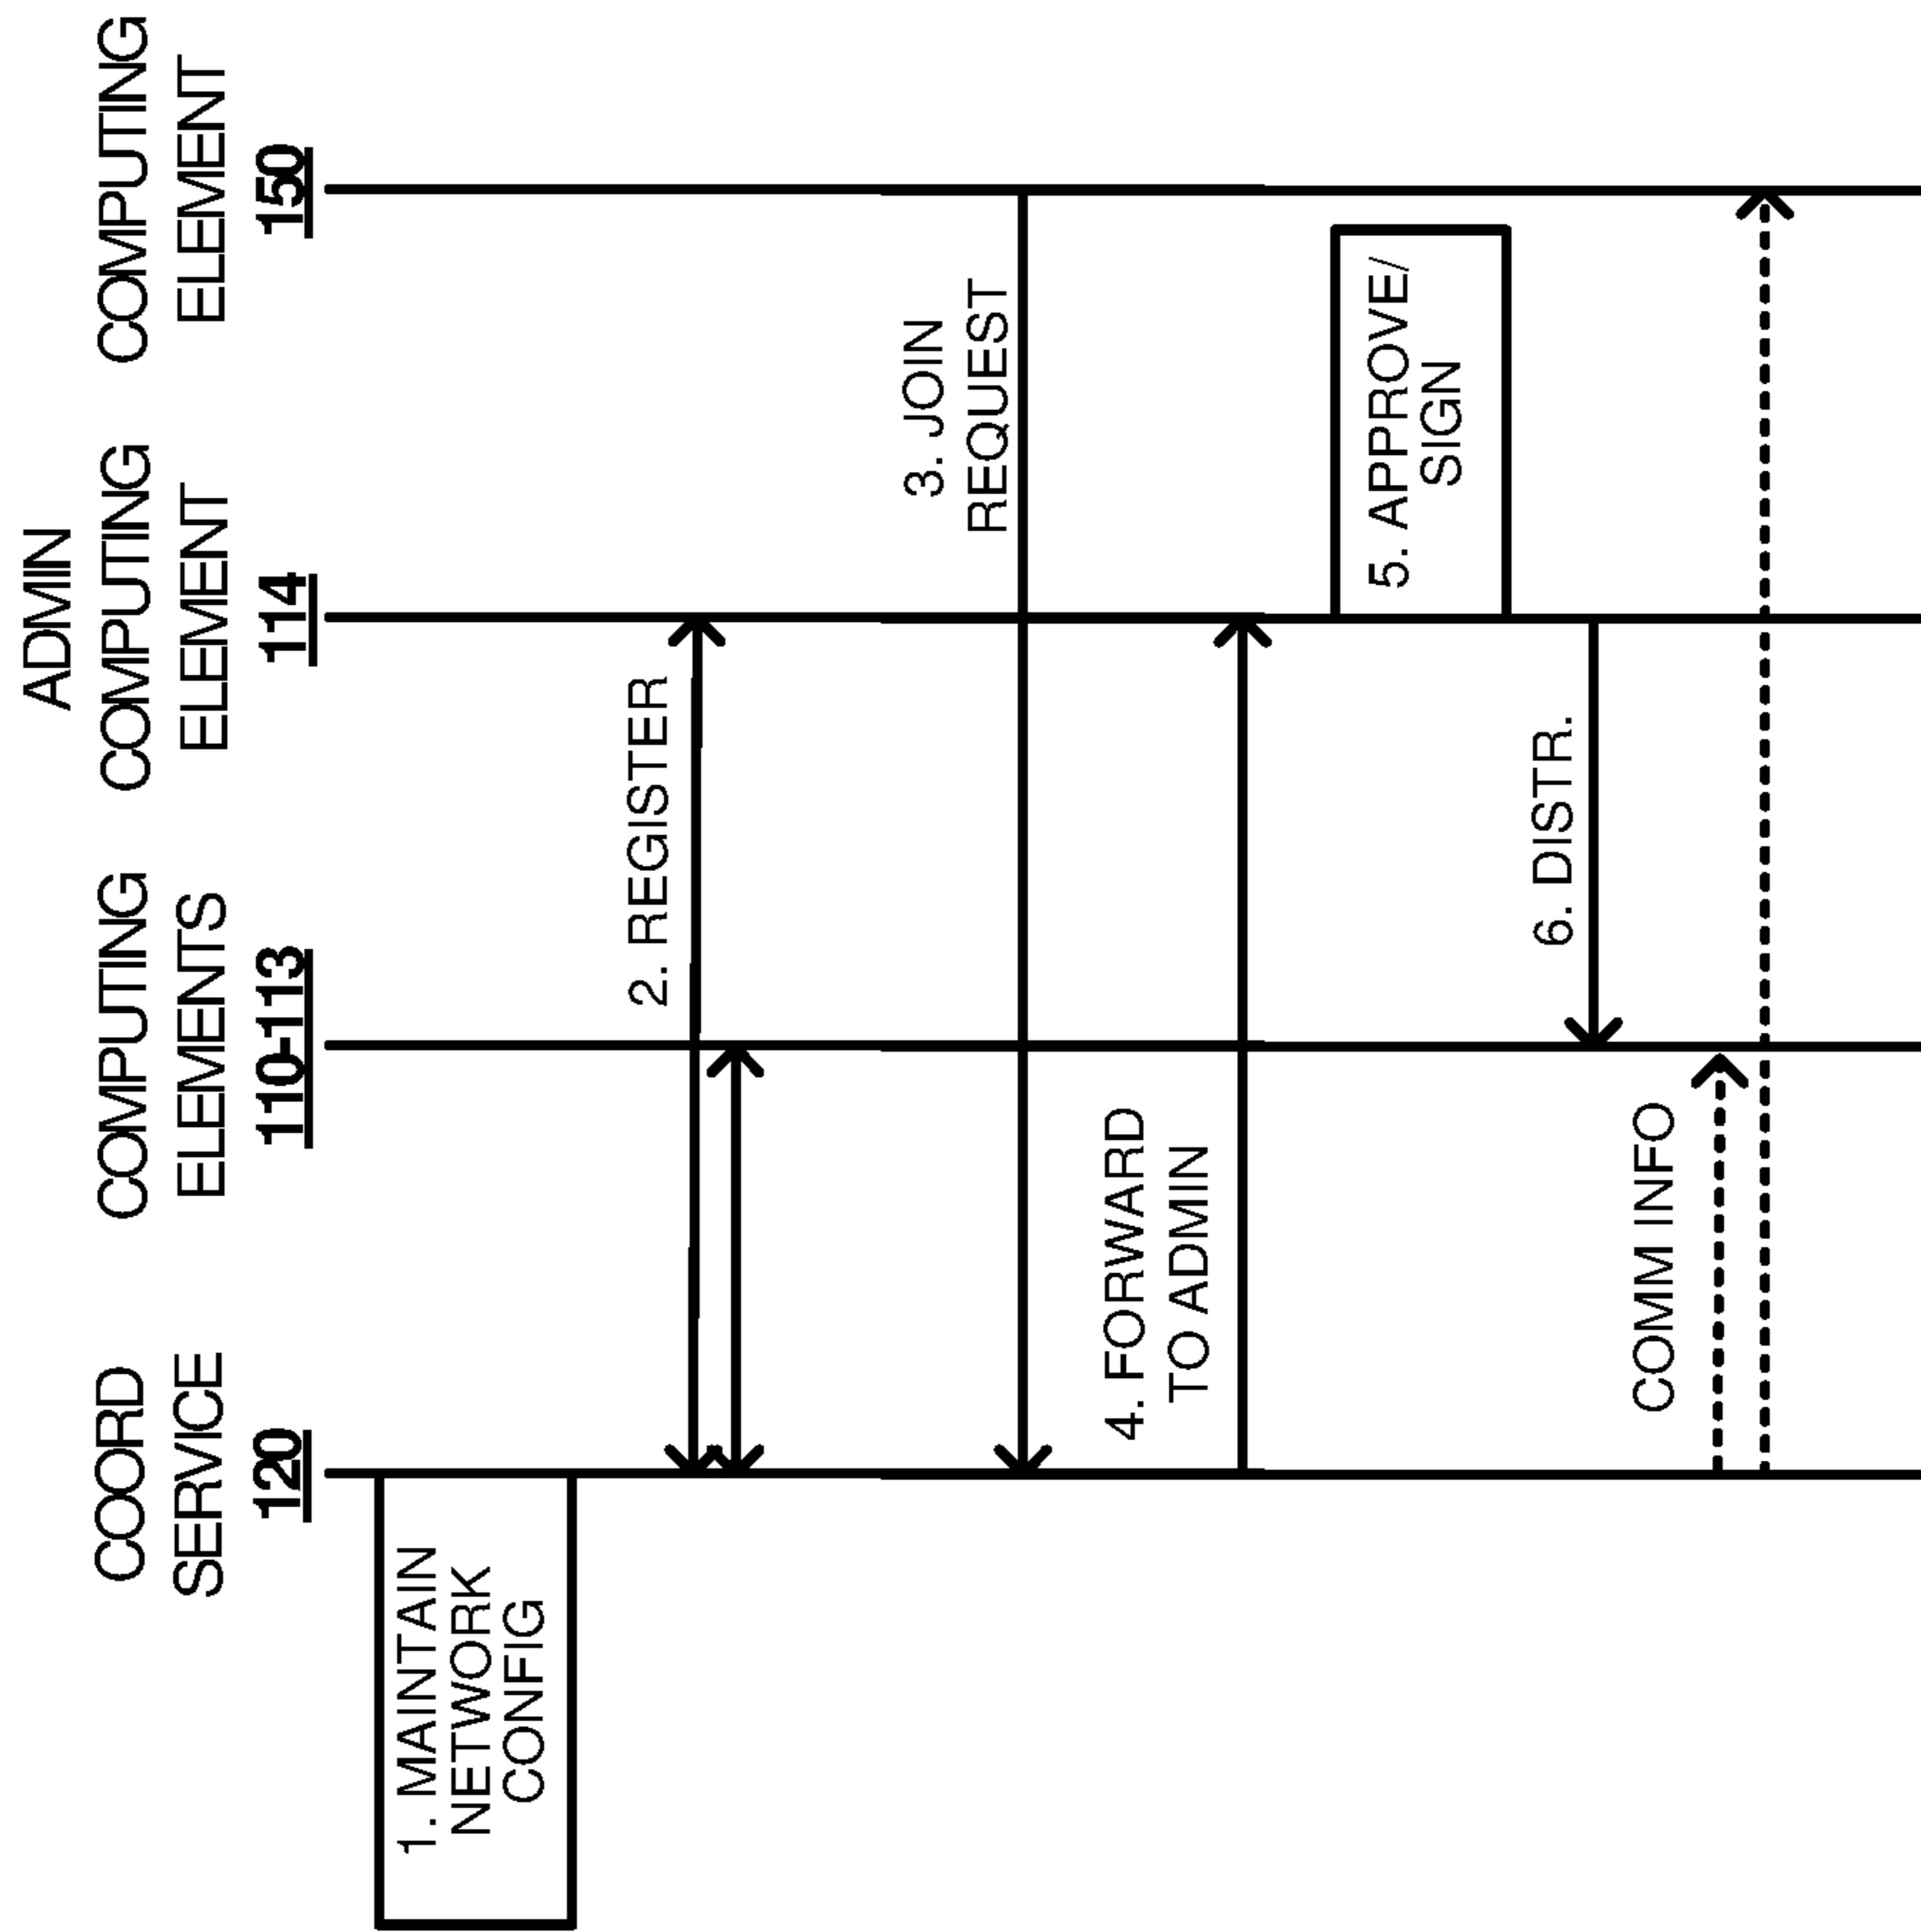 COORD
SERVICE
120
COMPUTING
ELEMENTS
110-113
ADMIN
COMPUTING
ELEMENT
114
COMPUTING
ELEMENT
150
1. MAINTAIN
NETWORK
CONFIG
2. REGISTER
3. JOIN
REQUEST
4. FORWARD
TO ADMIN
5. APPROVE/
SIGN
6. DISTR.
COMM INFO